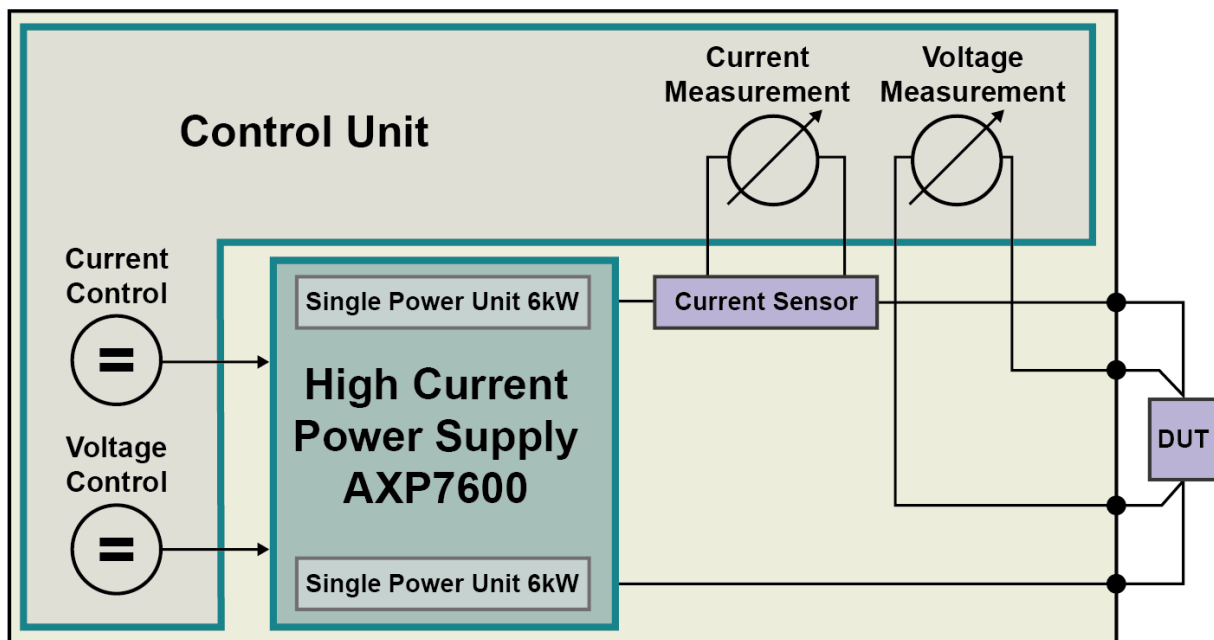 Current
Measurement
Voltage
Measurement
Control Unit
Current
Control
=
Single Power Unit 6kW
Current Sensor
High Current
Power Supply
AXP7600
DUT
Voltage
Control
=
Single Power Unit 6kW